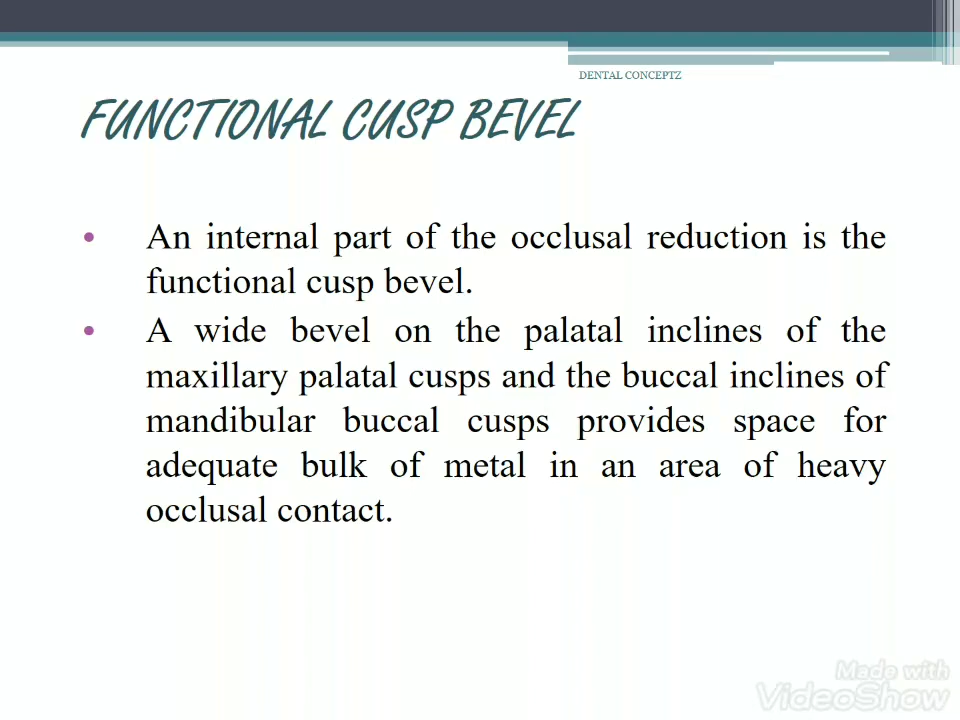 DENTAL CONCEPTZ
FUNCTIONAL CUSP BEVEL
• An internal part of the occlusal reduction is the
functional cusp bevel.
• A wide bevel on the palatal inclines of the
maxillary palatal cusps and the buccal inclines of
mandibular buccal cusps provides space for
adequate bulk of metal in an area of heavy
occlusal contact.
Made with
VideoShow